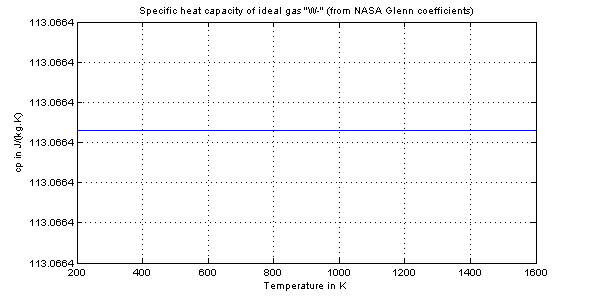 Specific heat capacity of ideal gas "W-" (from NASA Glenn coefficients)
113.0664
113.0664
113.0664
113.0664
113.0664
113.0664
113.0664
cp in J/(kg.K)
200 400 600 800 1000 1200 1400 1600
Temperature in K